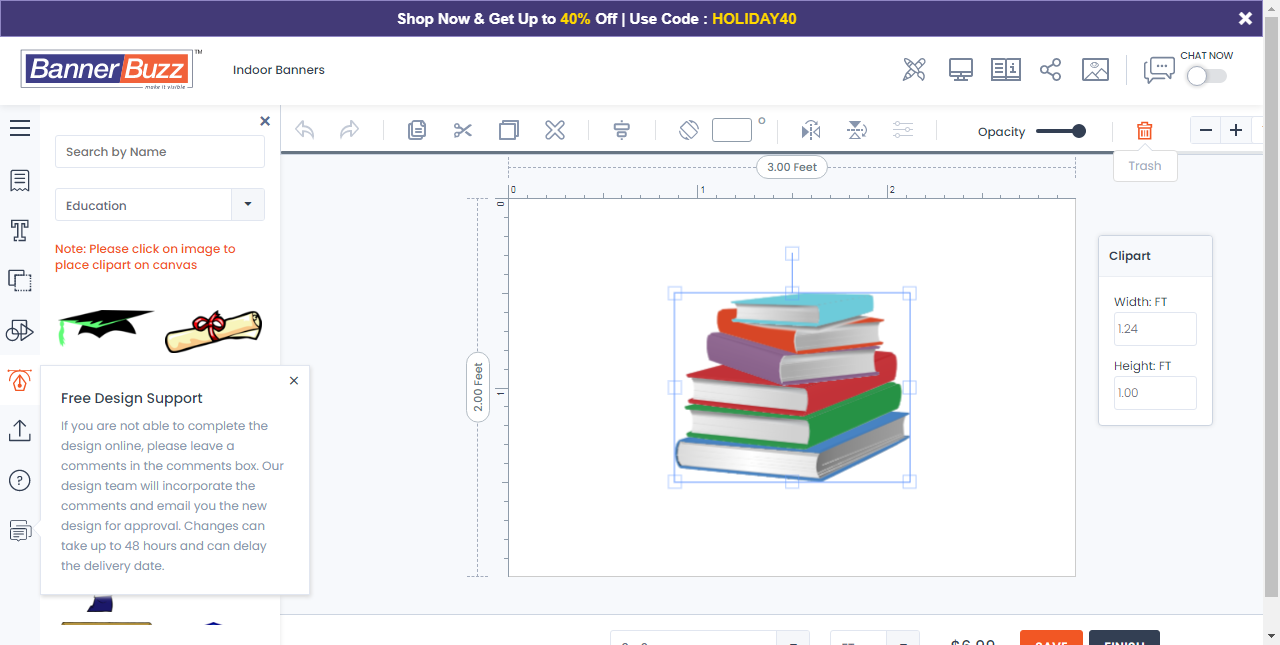 Shop Now & Get Up to 40% Off | Use Code : HOLIDAY40
BannerBuzz™
make it visible
Indoor Banners
CHAT NOW
Search by Name
Education
Note: Please click on image to
place clipart on canvas
Opacity
Trash
3.00 Feet
0 1 2
0
1
2.00 Feet
Clipart
Width: FT
1.24
Height: FT
1.00
Free Design Support
If you are not able to complete the
design online, please leave a
comments in the comments box. Our
design team will incorporate the
comments and email you the new
design for approval. Changes can
take up to 48 hours and can delay
the delivery date.
$6.99
SAVE
FINISH